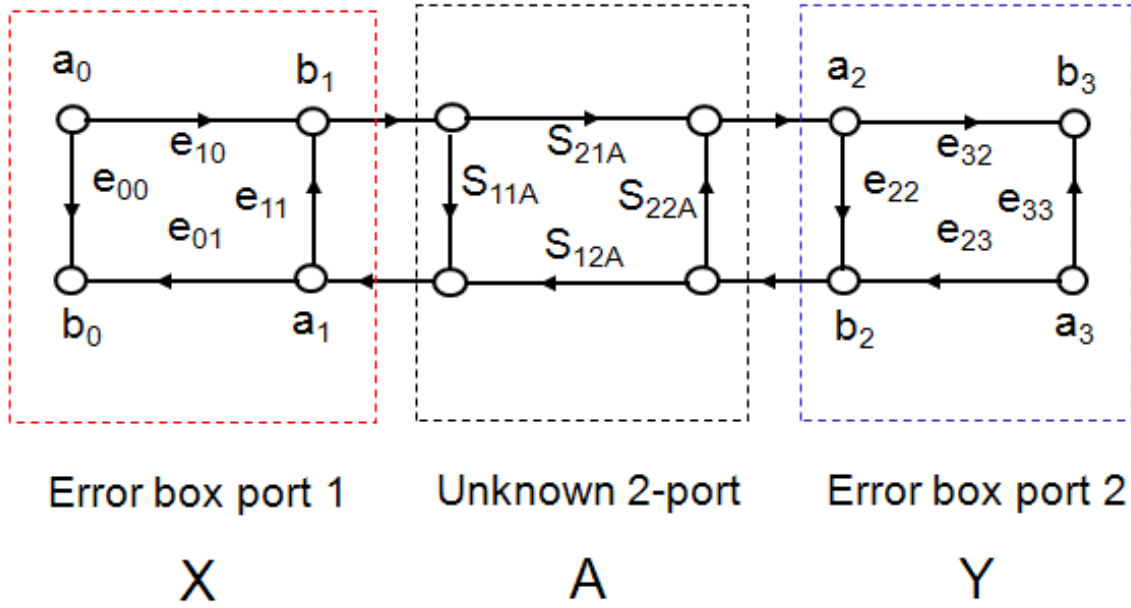 a₀ b₁ a₂ b₃
e₁₀ S₂₁A e₃₂
e₀₀ e₁₁ S₁₁A S₂₂A e₂₂ e₃₃
e₀₁ S₁₂A e₂₃
b₀ a₁ b₂ a₃
Error box port 1 Unknown 2-port Error box port 2
X A Y